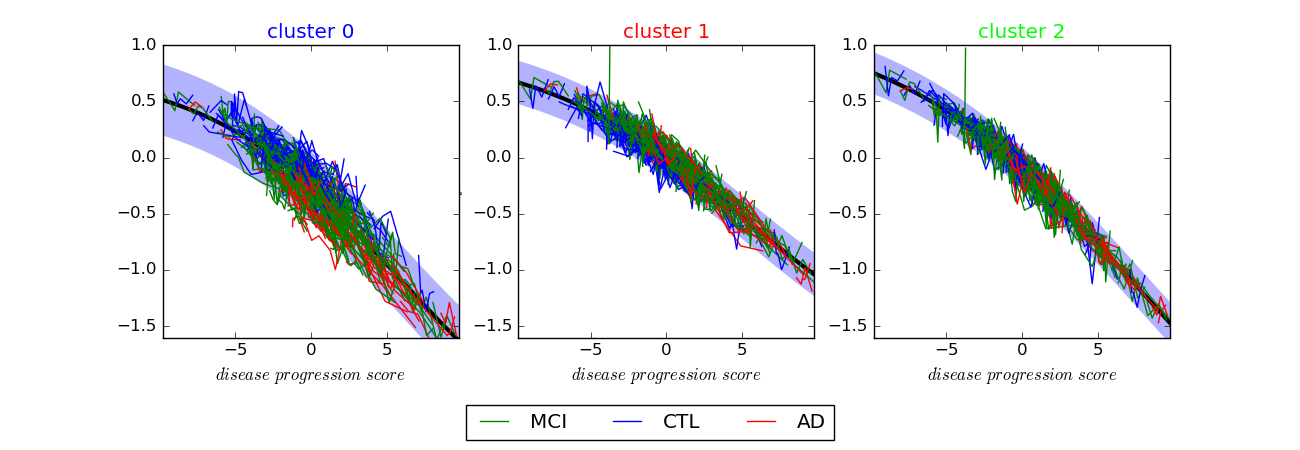 cluster 0 cluster 1 cluster 2
1.0 1.0 1.0
0.5 0.5 0.5
0.0 0.0 0.0
−0.5 −0.5 −0.5
−1.0 −1.0 −1.0
−1.5 −1.5 −1.5
−5 0 5 −5 0 5 −5 0 5
disease progression score disease progression score disease progression score
MCI CTL AD